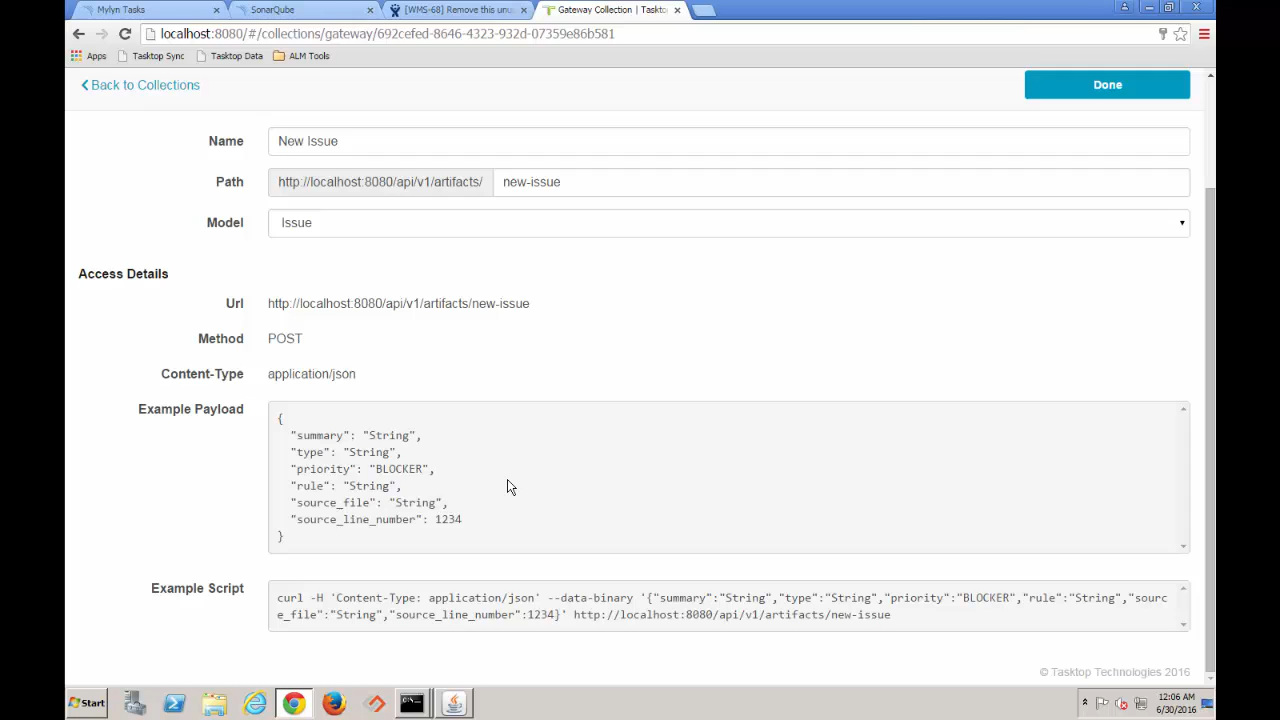 Mylyn Tasks
SonarQube
[WMS-68] Remove this unu
Gateway Collection | Taskto
localhost:8080/#/collections/gateway/692cefed-8646-4323-932d-07359e86b581
Apps
Tasktop Sync
Tasktop Data
ALM Tools
Back to Collections
Done
Name
New Issue
Path
http://localhost:8080/api/v1/artifacts/
new-issue
Model
Issue
Access Details
Url
http://localhost:8080/api/v1/artifacts/new-issue
Method
POST
Content-Type
application/json
Example Payload
{
"summary": "String",
"type": "String",
"priority": "BLOCKER",
"rule": "String",
"source_file": "String",
"source_line_number": 1234
}
Example Script
curl -H 'Content-Type: application/json' --data-binary '{"summary":"String","type":"String","priority":"BLOCKER","rule":"String","sourc
e_file":"String","source_line_number":1234}' http://localhost:8080/api/v1/artifacts/new-issue
© Tasktop Technologies 2016
Start
12:06 AM
6/30/2016